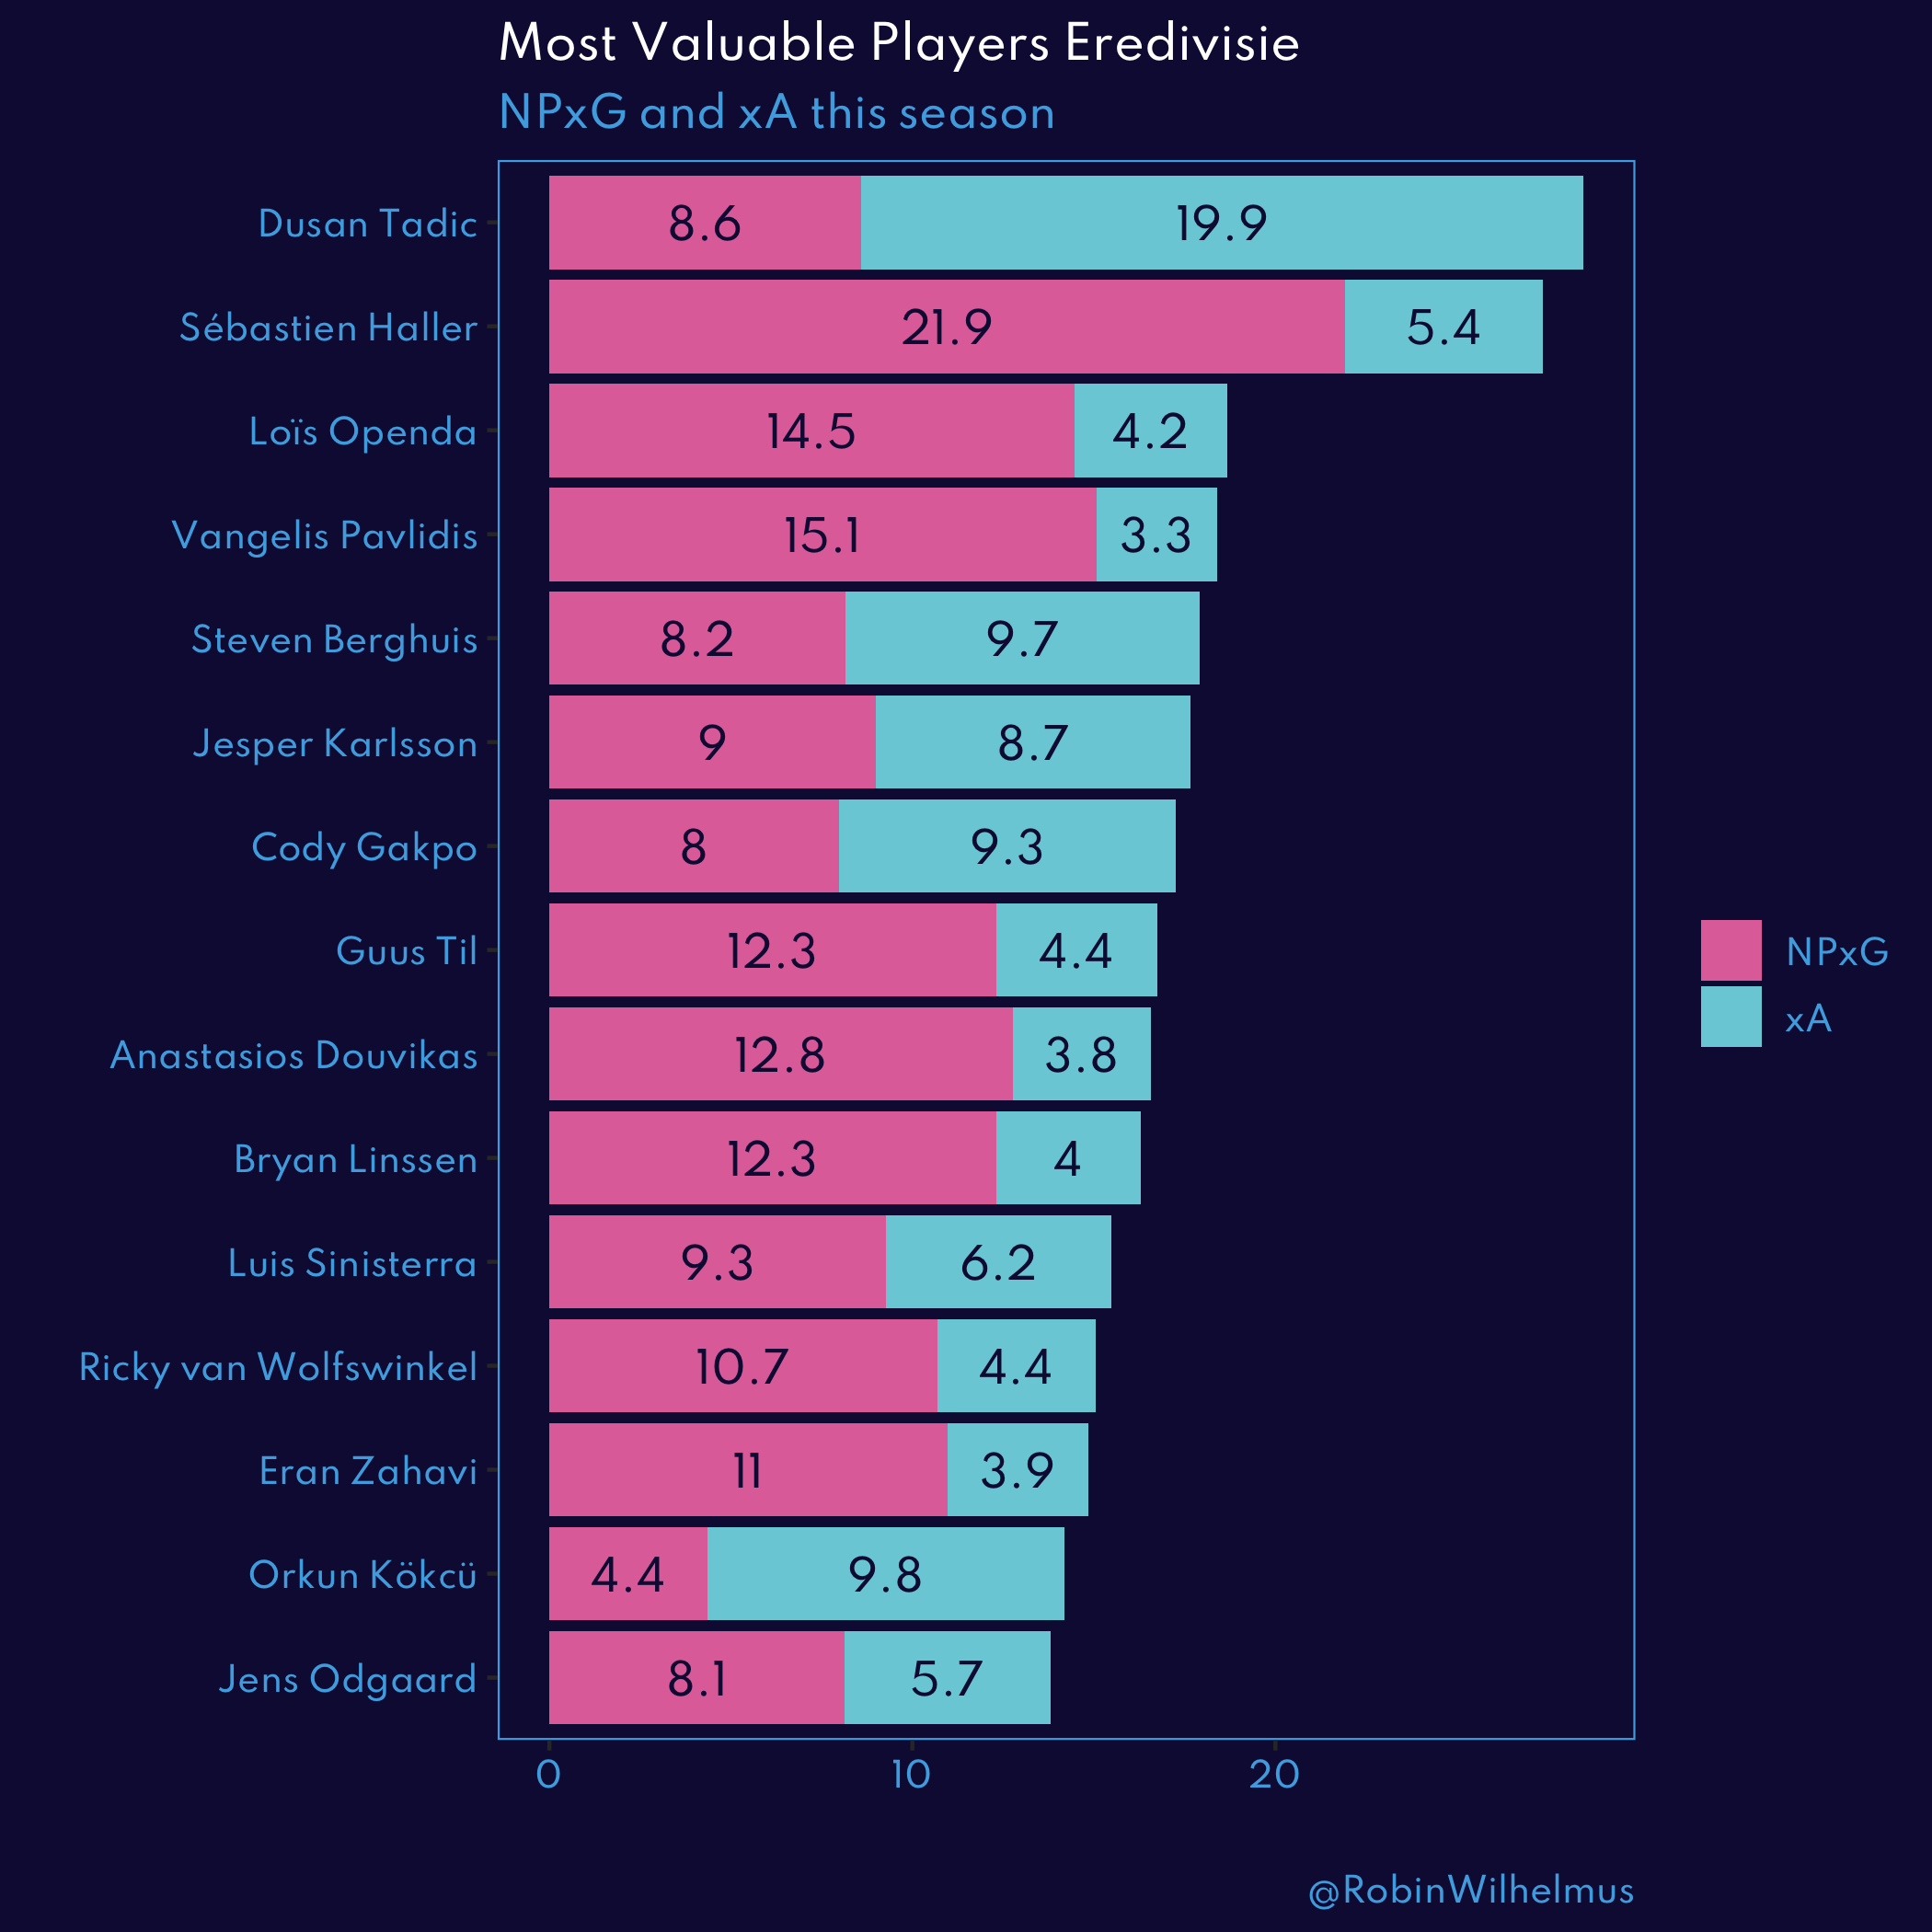 Most Valuable Players Eredivisie
NPxG and xA this season
Dusan Tadic 8.6 19.9
Sébastien Haller 21.9 5.4
Loïs Openda 14.5 4.2
Vangelis Pavlidis 15.1 3.3
Steven Berghuis 8.2 9.7
Jesper Karlsson 9 8.7
Cody Gakpo 8 9.3
Guus Til 12.3 4.4
Anastasios Douvikas 12.8 3.8
Bryan Linssen 12.3 4
Luis Sinisterra 9.3 6.2
Ricky van Wolfswinkel 10.7 4.4
Eran Zahavi 11 3.9
Orkun Kökcü 4.4 9.8
Jens Odgaard 8.1 5.7
0 10 20
NPxG
xA
@RobinWilhelmus